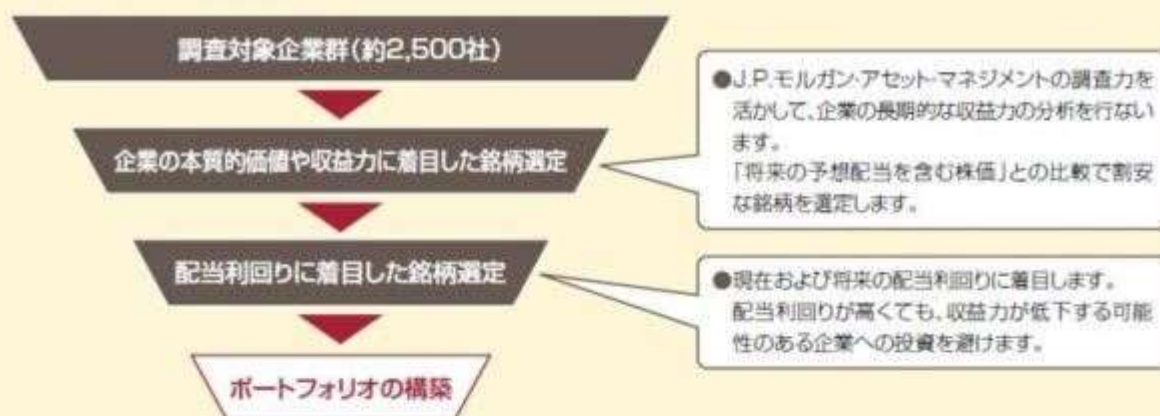 調査対象企業群(約2,500社)
●J.P.モルガン・アセット・マネジメントの調査力を
活かして、企業の長期的な収益力の分析を行ない
ます。
「将来の予想配当を含む株価」との比較で割安
な銘柄を選定します。
企業の本質的価値や収益力に着目した銘柄選定
配当利回りに着目した銘柄選定
●現在および将来の配当利回りに着目します。
配当利回りが高くても、収益力が低下する可能
性のある企業への投資を避けます。
ポートフォリオの構築